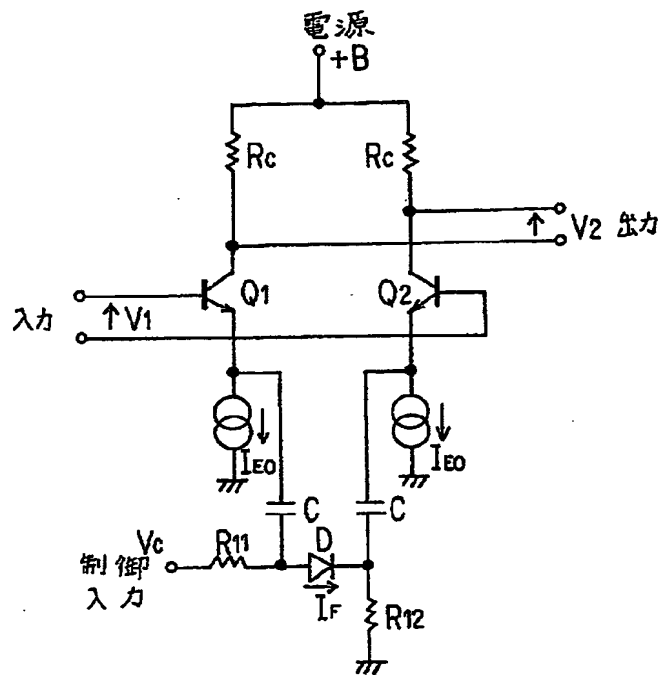 電源
+B
Rc Rc
V2 出力
Q1 Q2
入力 V1
IEO IEO
C C
Vc R11 D
制御
入力
IF R12